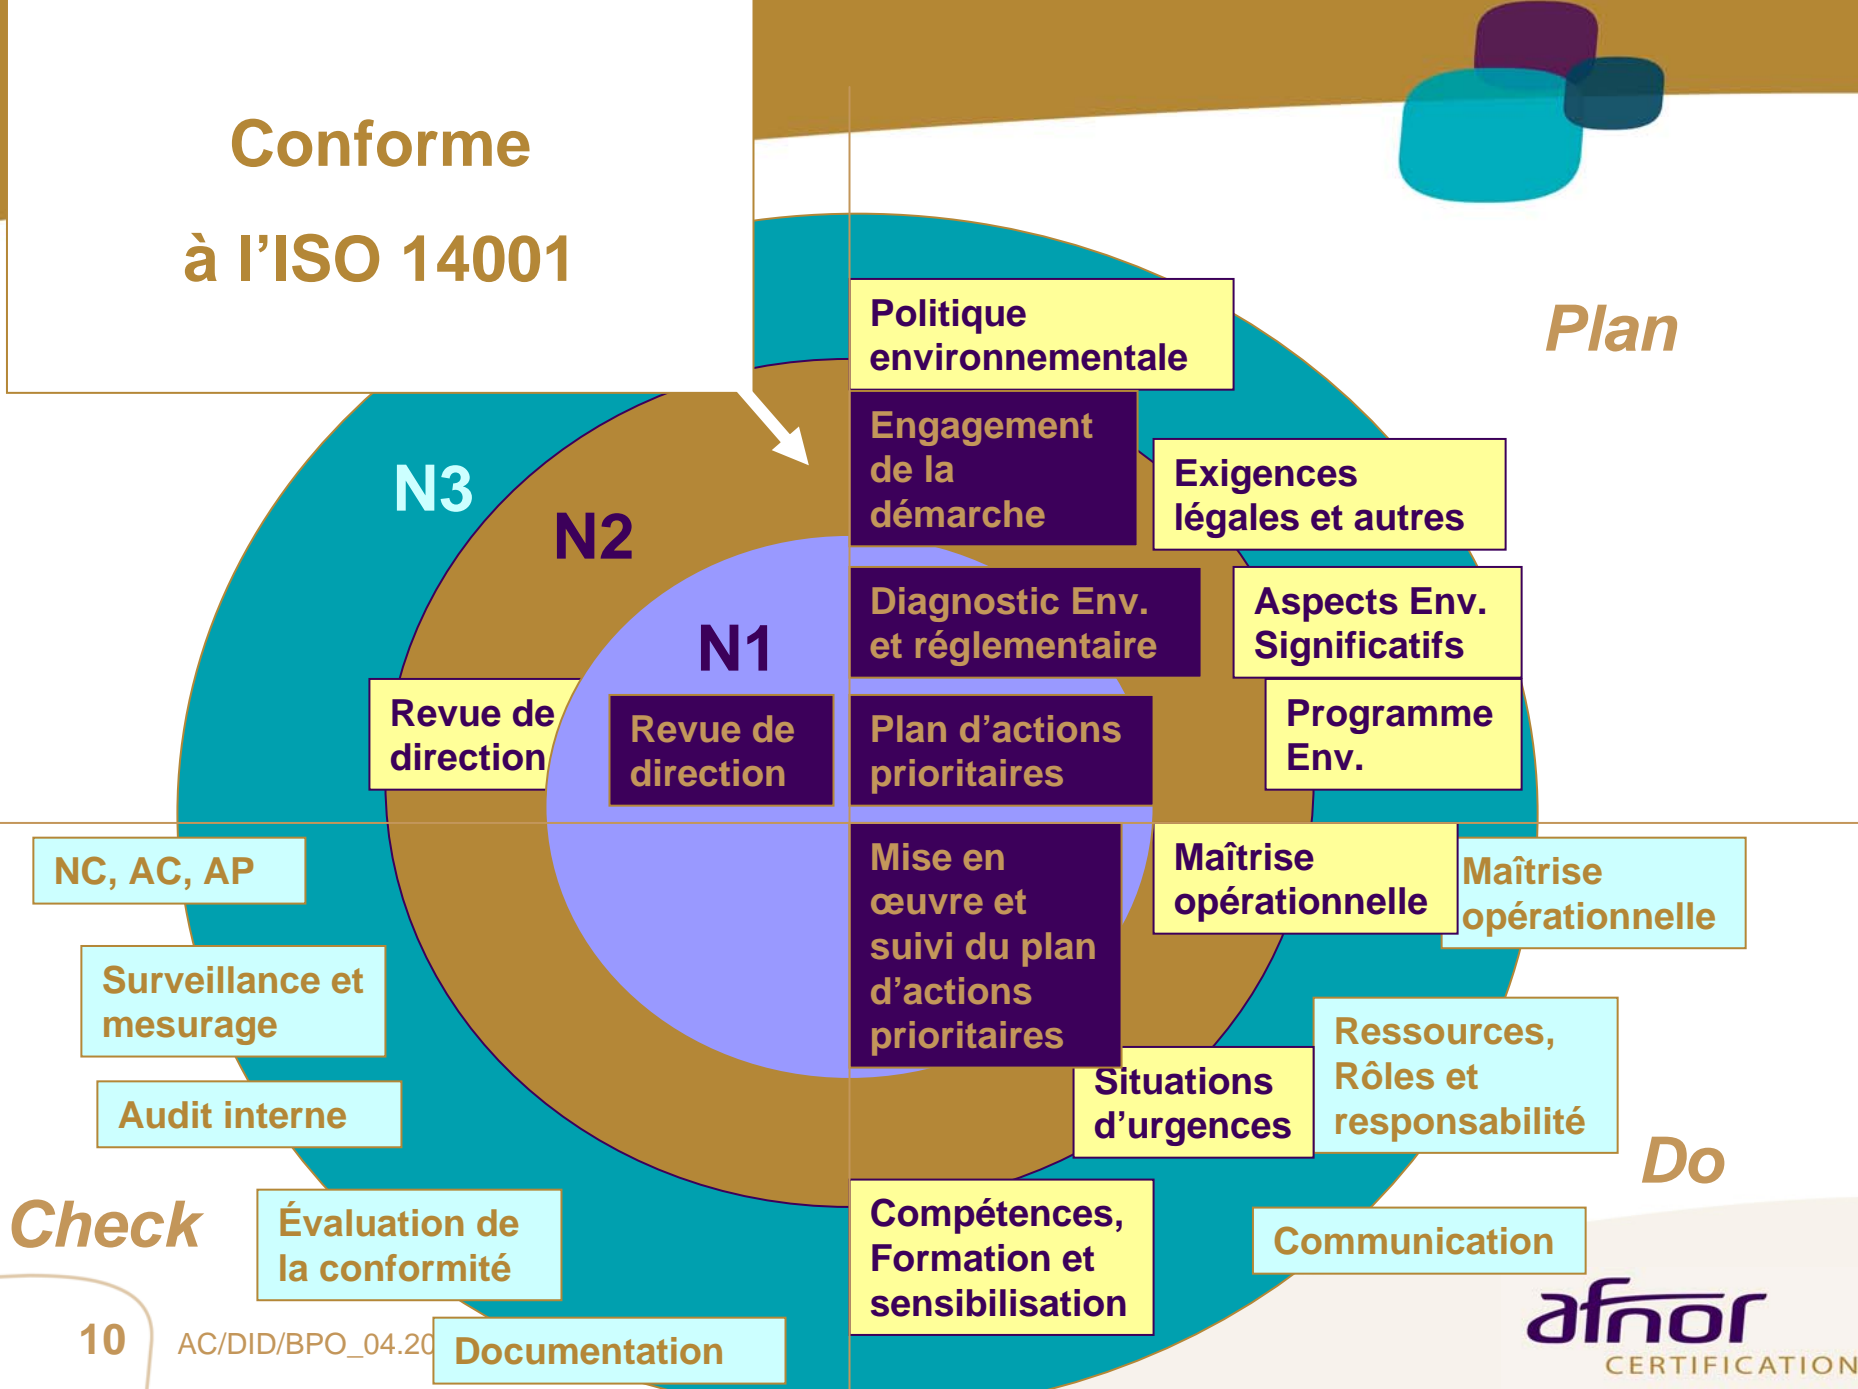 Conforme
à l’ISO 14001
Plan
Politique
environnementale
Engagement
de la
démarche
Exigences
légales et autres
N3
N2
Diagnostic Env.
et réglementaire
Aspects Env.
Significatifs
N1
Revue de
direction
Revue de
direction
Plan d’actions
prioritaires
Programme
Env.
NC, AC, AP
Mise en
œuvre et
suivi du plan
d’actions
prioritaires
Maîtrise
opérationnelle
Maîtrise
opérationnelle
Surveillance et
mesurage
Ressources,
Rôles et
responsabilité
Situations
d’urgences
Audit interne
Do
Check
Évaluation de
la conformité
Compétences,
Formation et
sensibilisation
Communication
10
AC/DID/BPO_04.20
Documentation
afnor
CERTIFICATION